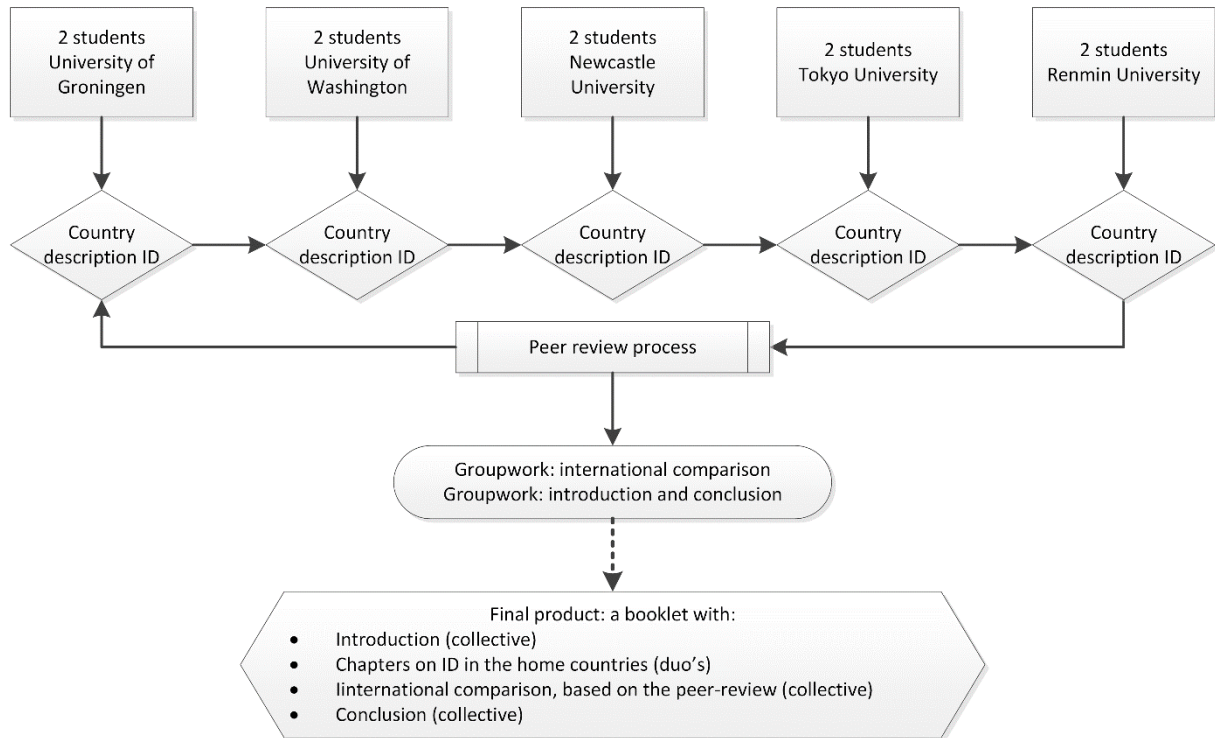 2 students
University of
Groningen
2 students
University of
Washington
2 students
Newcastle
University
2 students
Tokyo University
2 students
Renmin University
Country
description ID
Country
description ID
Country
description ID
Country
description ID
Country
description ID
Peer review process
Groupwork: international comparison
Groupwork: introduction and conclusion
Final product: a booklet with:
• Introduction (collective)
• Chapters on ID in the home countries (duo's)
• Iinternational comparison, based on the peer-review (collective)
• Conclusion (collective)